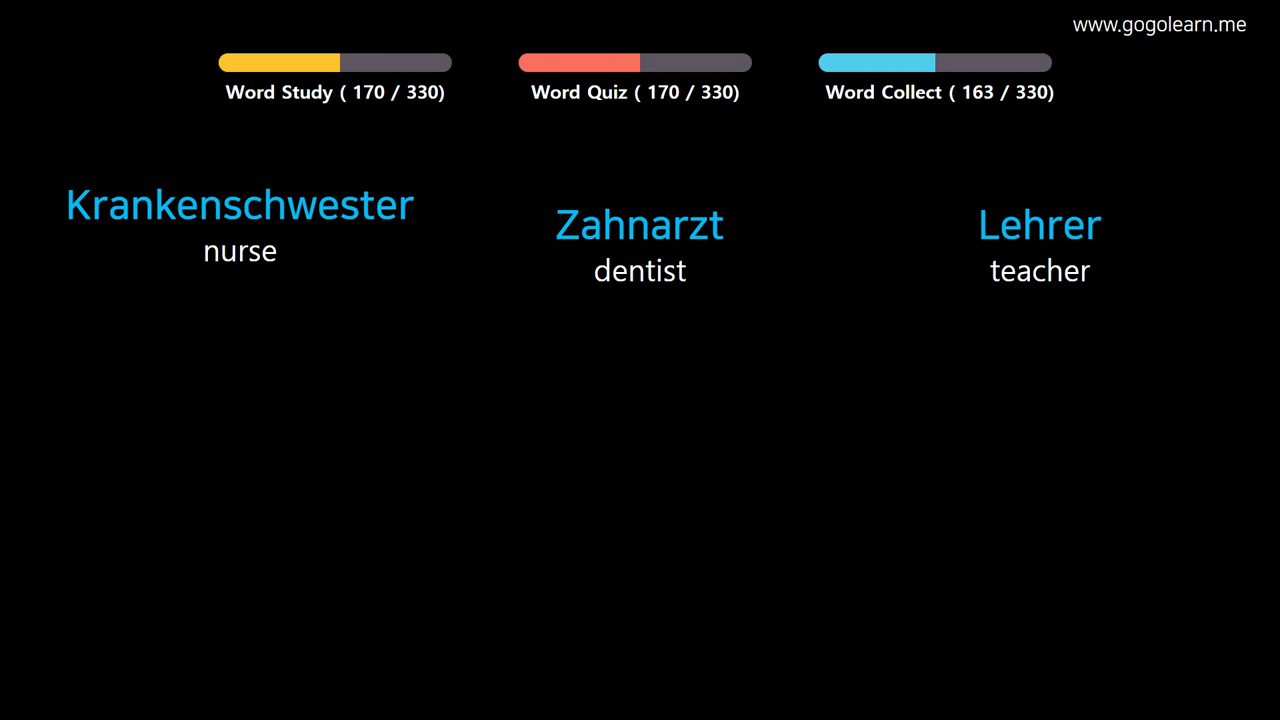 www.gogolearn.me
Word Study ( 170 / 330)
Word Quiz ( 170 / 330)
Word Collect ( 163 / 330)
Krankenschwester
nurse
Zahnarzt
dentist
Lehrer
teacher